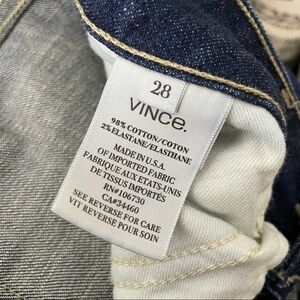 28
VINCE.
98% COTTON/COTON
2% ELASTANE/ELASTHANE
MADE IN U.S.A.
OF IMPORTED FABRIC
FABRIQUE AUX ETATS-UNIS
DE TISSUS IMPORTÉS
RN#106730
CA#34460
SEE REVERSE FOR CARE
VIT REVERSE POUR SOIN